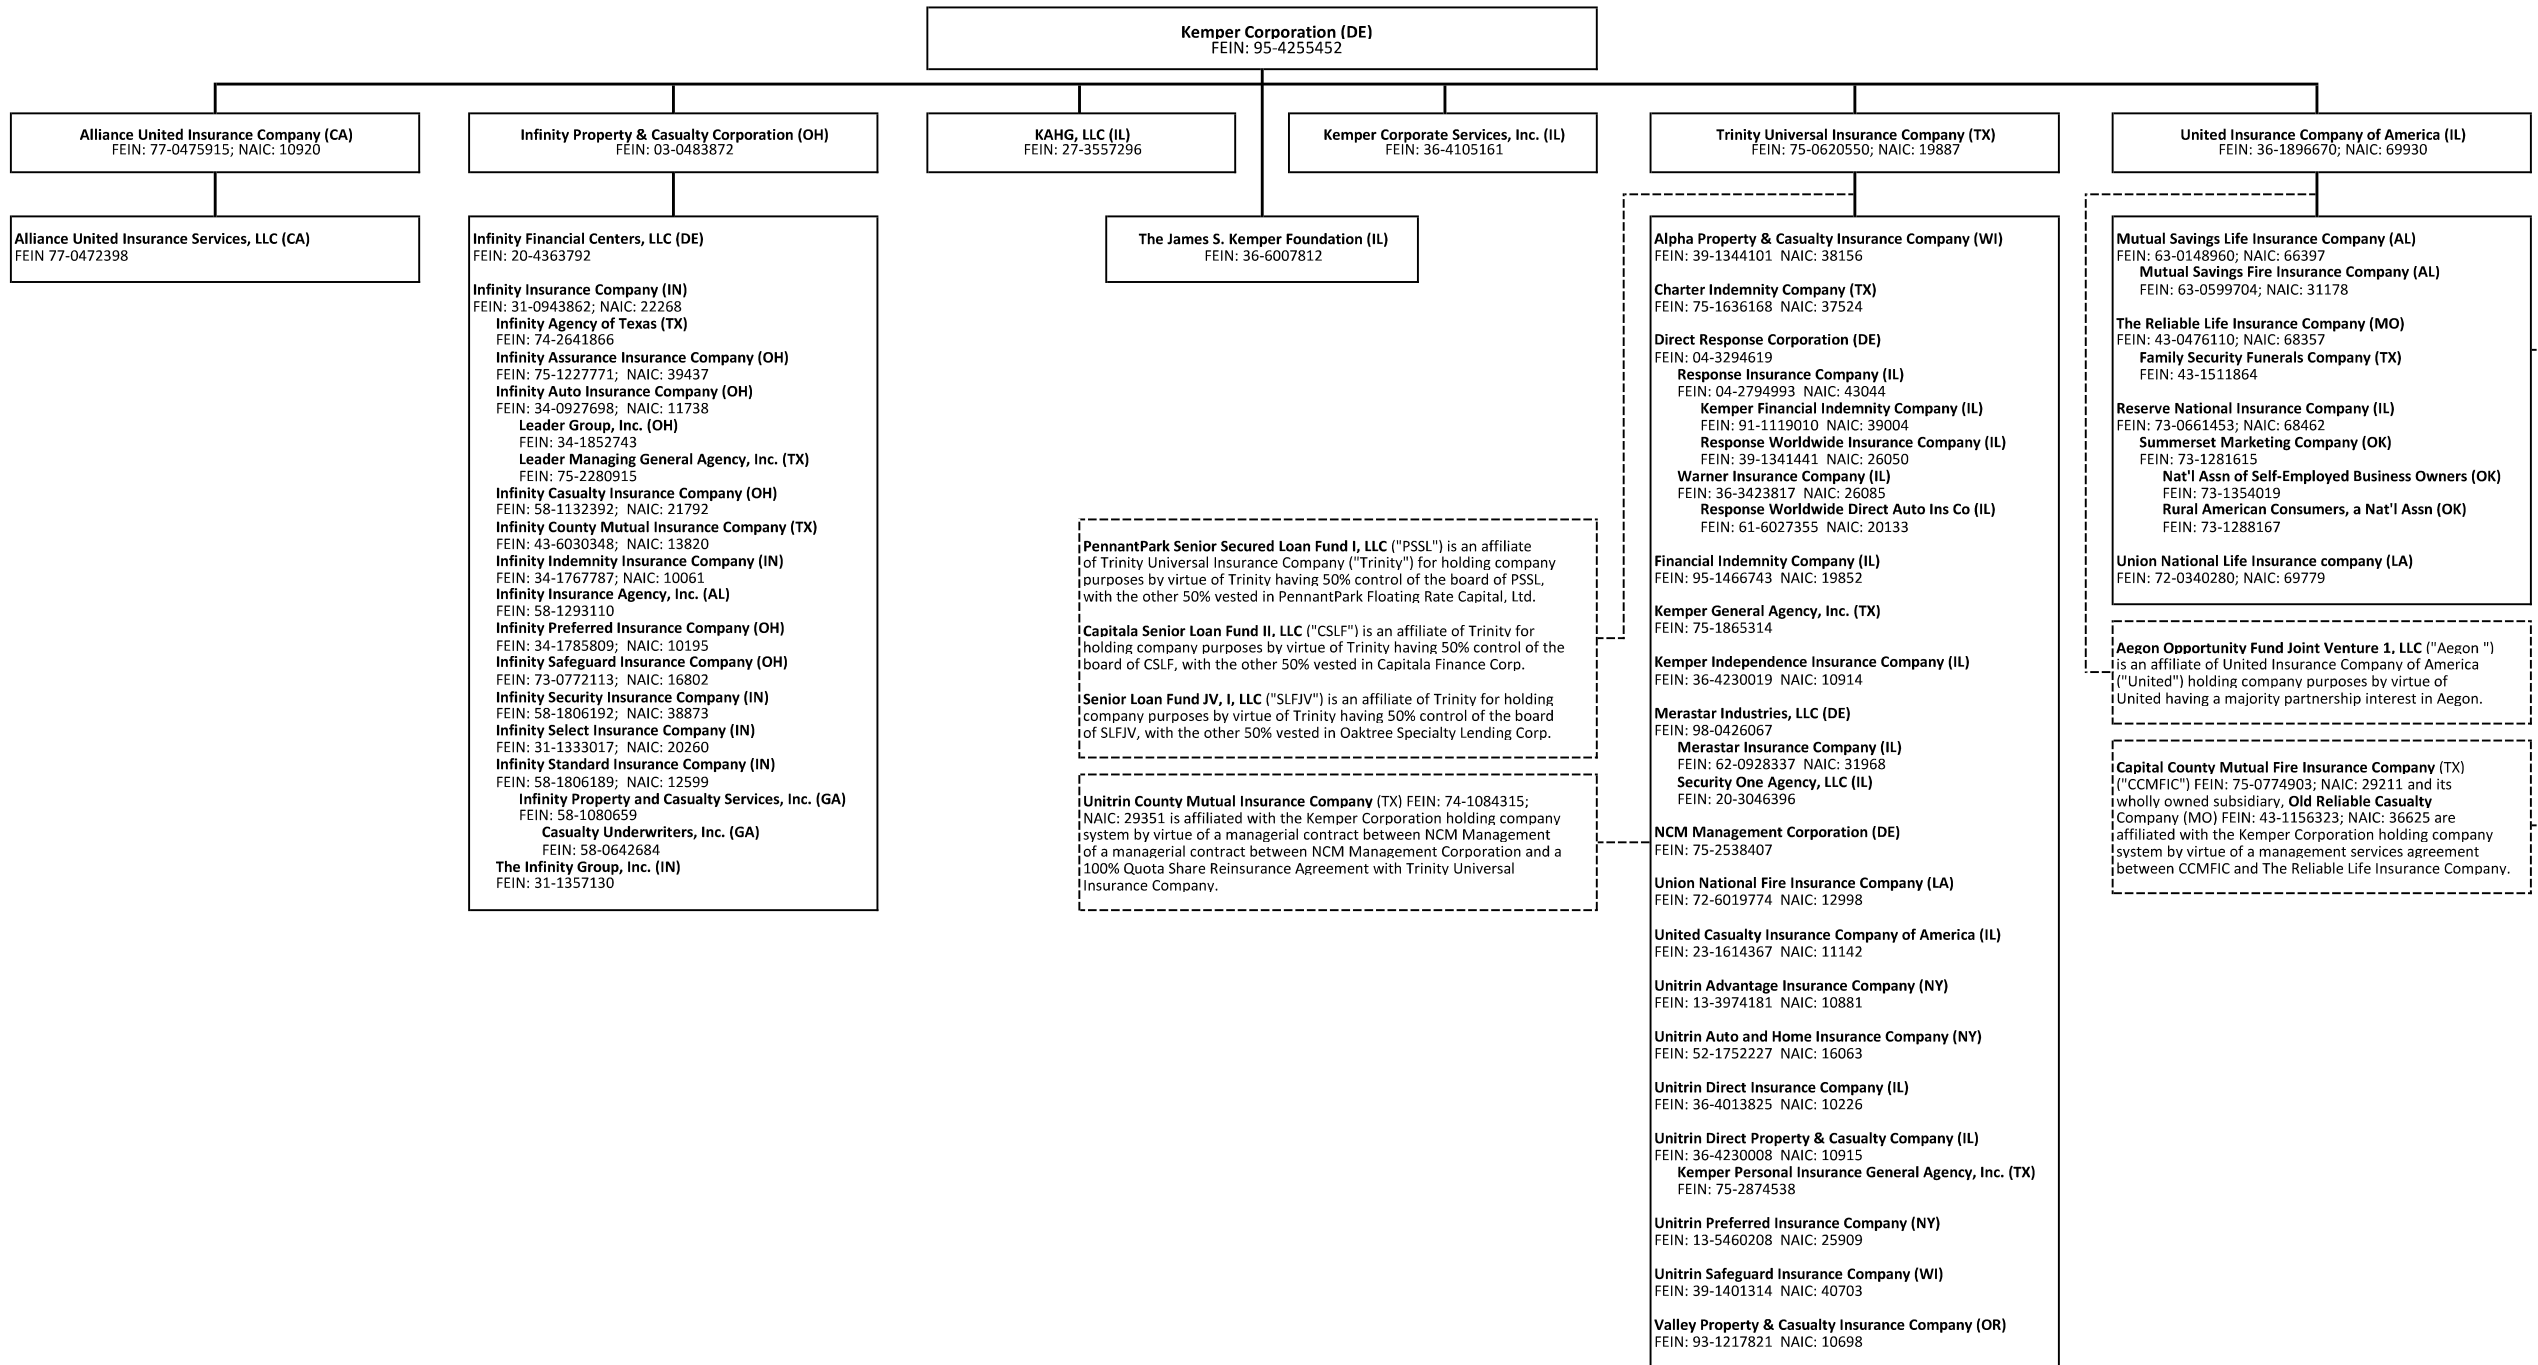 Kemper Corporation (DE)
FEIN: 95-4255452
Alliance United Insurance Company (CA)
FEIN: 77-0475915; NAIC: 10920
Infinity Property & Casualty Corporation (OH)
FEIN: 03-0483872
KAHG, LLC (IL)
FEIN: 27-3557296
Kemper Corporate Services, Inc. (IL)
FEIN: 36-4105161
Trinity Universal Insurance Company (TX)
FEIN: 75-0620550; NAIC: 19887
United Insurance Company of America (IL)
FEIN: 36-1896670; NAIC: 69930
Alliance United Insurance Services, LLC (CA)
FEIN 77-0472398
Infinity Financial Centers, LLC (DE)
FEIN: 20-4363792
Infinity Insurance Company (IN)
FEIN: 31-0943862; NAIC: 22268
Infinity Agency of Texas (TX)
FEIN: 74-2641866
Infinity Assurance Insurance Company (OH)
FEIN: 75-1227771;  NAIC: 39437
Infinity Auto Insurance Company (OH)
FEIN: 34-0927698;  NAIC: 11738
Leader Group, Inc. (OH)
FEIN: 34-1852743
Leader Managing General Agency, Inc. (TX)
FEIN: 75-2280915
Infinity Casualty Insurance Company (OH)
FEIN: 58-1132392; NAIC: 21792
Infinity County Mutual Insurance Company (TX)
FEIN: 43-6030348; NAIC: 13820
Infinity Indemnity Insurance Company (IN)
FEIN: 34-1767787; NAIC: 10061
Infinity Insurance Agency, Inc. (AL)
FEIN: 58-1293110
Infinity Preferred Insurance Company (OH)
FEIN: 34-1785809;  NAIC: 10195
Infinity Safeguard Insurance Company (OH)
FEIN: 73-0772113;  NAIC: 16802
Infinity Security Insurance Company (IN)
FEIN: 58-1806192;  NAIC: 38873
Infinity Select Insurance Company (IN)
FEIN: 31-1333017;  NAIC: 20260
Infinity Standard Insurance Company (IN)
FEIN: 58-1806189;  NAIC: 12599
Infinity Property and Casualty Services, Inc. (GA)
FEIN: 58-1080659
Casualty Underwriters, Inc. (GA)
FEIN: 58-0642684
The Infinity Group, Inc. (IN)
FEIN: 31-1357130
The James S. Kemper Foundation (IL)
FEIN: 36-6007812
PennantPark Senior Secured Loan Fund I, LLC ("PSSL") is an affiliate
of Trinity Universal Insurance Company ("Trinity") for holding company
purposes by virtue of Trinity having 50% control of the board of PSSL,
with the other 50% vested in PennantPark Floating Rate Capital, Ltd.
Capitala Senior Loan Fund II, LLC ("CSLF") is an affiliate of Trinity for
holding company purposes by virtue of Trinity having 50% control of the
board of CSLF, with the other 50% vested in Capitala Finance Corp.
Senior Loan Fund JV, I, LLC ("SLFJV") is an affiliate of Trinity for holding
company purposes by virtue of Trinity having 50% control of the board
of SLFJV, with the other 50% vested in Oaktree Specialty Lending Corp.
Unitrin County Mutual Insurance Company (TX) FEIN: 74-1084315;
NAIC: 29351 is affiliated with the Kemper Corporation holding company
system by virtue of a managerial contract between NCM Management
of a managerial contract between NCM Management Corporation and a
100% Quota Share Reinsurance Agreement with Trinity Universal
Insurance Company.
Alpha Property & Casualty Insurance Company (WI)
FEIN: 39-1344101  NAIC: 38156
Charter Indemnity Company (TX)
FEIN: 75-1636168  NAIC: 37524
Direct Response Corporation (DE)
FEIN: 04-3294619
Response Insurance Company (IL)
FEIN: 04-2794993  NAIC: 43044
Kemper Financial Indemnity Company (IL)
FEIN: 91-1119010  NAIC: 39004
Response Worldwide Insurance Company (IL)
FEIN: 39-1341441  NAIC: 26050
Warner Insurance Company (IL)
FEIN: 36-3423817  NAIC: 26085
Response Worldwide Direct Auto Ins Co (IL)
FEIN: 61-6027355  NAIC: 20133
Financial Indemnity Company (IL)
FEIN: 95-1466743  NAIC: 19852
Kemper General Agency, Inc. (TX)
FEIN: 75-1865314
Kemper Independence Insurance Company (IL)
FEIN: 36-4230019  NAIC: 10914
Merastar Industries, LLC (DE)
FEIN: 98-0426067
Merastar Insurance Company (IL)
FEIN: 62-0928337  NAIC: 31968
Security One Agency, LLC (IL)
FEIN: 20-3046396
NCM Management Corporation (DE)
FEIN: 75-2538407
Union National Fire Insurance Company (LA)
FEIN: 72-6019774  NAIC: 12998
United Casualty Insurance Company of America (IL)
FEIN: 23-1614367  NAIC: 11142
Unitrin Advantage Insurance Company (NY)
FEIN: 13-3974181  NAIC: 10881
Unitrin Auto and Home Insurance Company (NY)
FEIN: 52-1752227  NAIC: 16063
Unitrin Direct Insurance Company (IL)
FEIN: 36-4013825  NAIC: 10226
Unitrin Direct Property & Casualty Company (IL)
FEIN: 36-4230008  NAIC: 10915
Kemper Personal Insurance General Agency, Inc. (TX)
FEIN: 75-2874538
Unitrin Preferred Insurance Company (NY)
FEIN: 13-5460208  NAIC: 25909
Unitrin Safeguard Insurance Company (WI)
FEIN: 39-1401314  NAIC: 40703
Valley Property & Casualty Insurance Company (OR)
FEIN: 93-1217821  NAIC: 10698
Mutual Savings Life Insurance Company (AL)
FEIN: 63-0148960; NAIC: 66397
Mutual Savings Fire Insurance Company (AL)
FEIN: 63-0599704; NAIC: 31178
The Reliable Life Insurance Company (MO)
FEIN: 43-0476110; NAIC: 68357
Family Security Funerals Company (TX)
FEIN: 43-1511864
Reserve National Insurance Company (IL)
FEIN: 73-0661453; NAIC: 68462
Summerset Marketing Company (OK)
FEIN: 73-1281615
Nat'l Assn of Self-Employed Business Owners (OK)
FEIN: 73-1354019
Rural American Consumers, a Nat'l Assn (OK)
FEIN: 73-1288167
Union National Life Insurance company (LA)
FEIN: 72-0340280; NAIC: 69779
Aegon Opportunity Fund Joint Venture 1, LLC ("Aegon ")
is an affiliate of United Insurance Company of America
("United") holding company purposes by virtue of
United having a majority partnership interest in Aegon.
Capital County Mutual Fire Insurance Company (TX)
("CCMFIC") FEIN: 75-0774903; NAIC: 29211 and its
wholly owned subsidiary, Old Reliable Casualty
Company (MO) FEIN: 43-1156323; NAIC: 36625 are
affiliated with the Kemper Corporation holding company
system by virtue of a management services agreement
between CCMFIC and The Reliable Life Insurance Company.